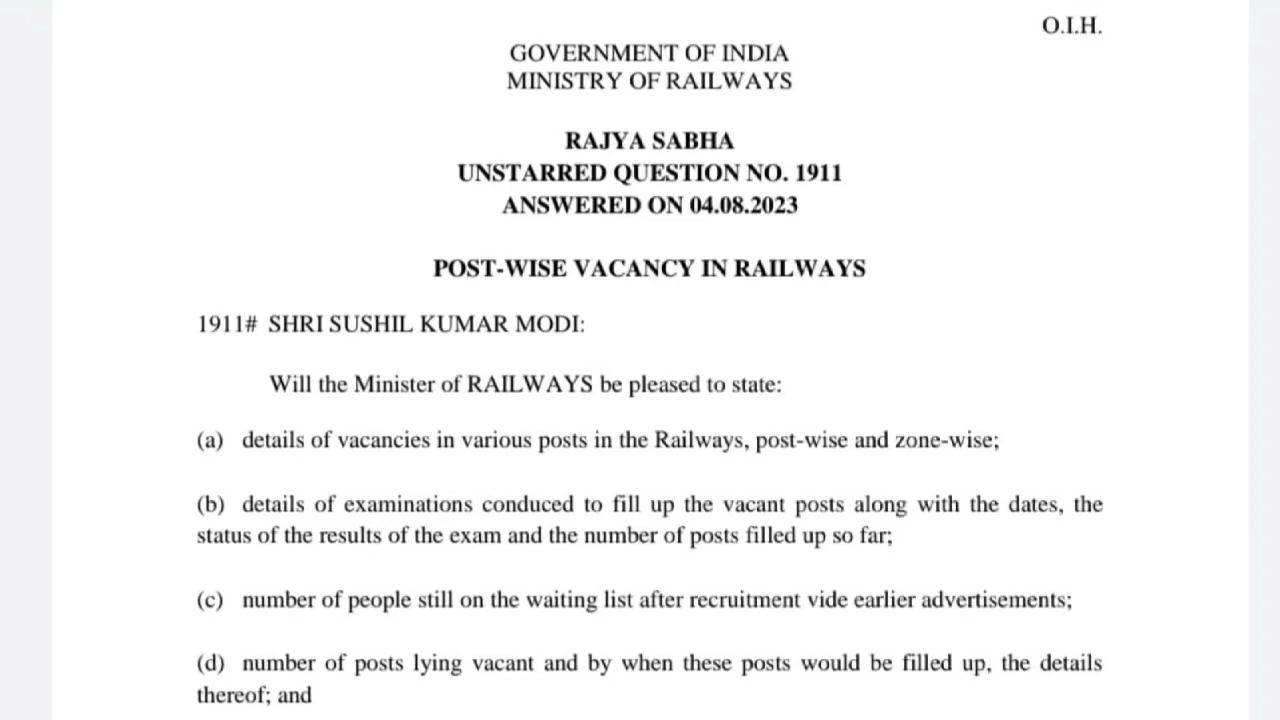 O.I.H.
GOVERNMENT OF INDIA
MINISTRY OF RAILWAYS
RAJYA SABHA
UNSTARRED QUESTION NO. 1911
ANSWERED ON 04.08.2023
POST-WISE VACANCY IN RAILWAYS
1911# SHRI SUSHIL KUMAR MODI:
Will the Minister of RAILWAYS be pleased to state:
(a) details of vacancies in various posts in the Railways, post-wise and zone-wise;
(b) details of examinations conduced to fill up the vacant posts along with the dates, the
status of the results of the exam and the number of posts filled up so far;
(c) number of people still on the waiting list after recruitment vide earlier advertisements;
(d) number of posts lying vacant and by when these posts would be filled up, the details
thereof; and